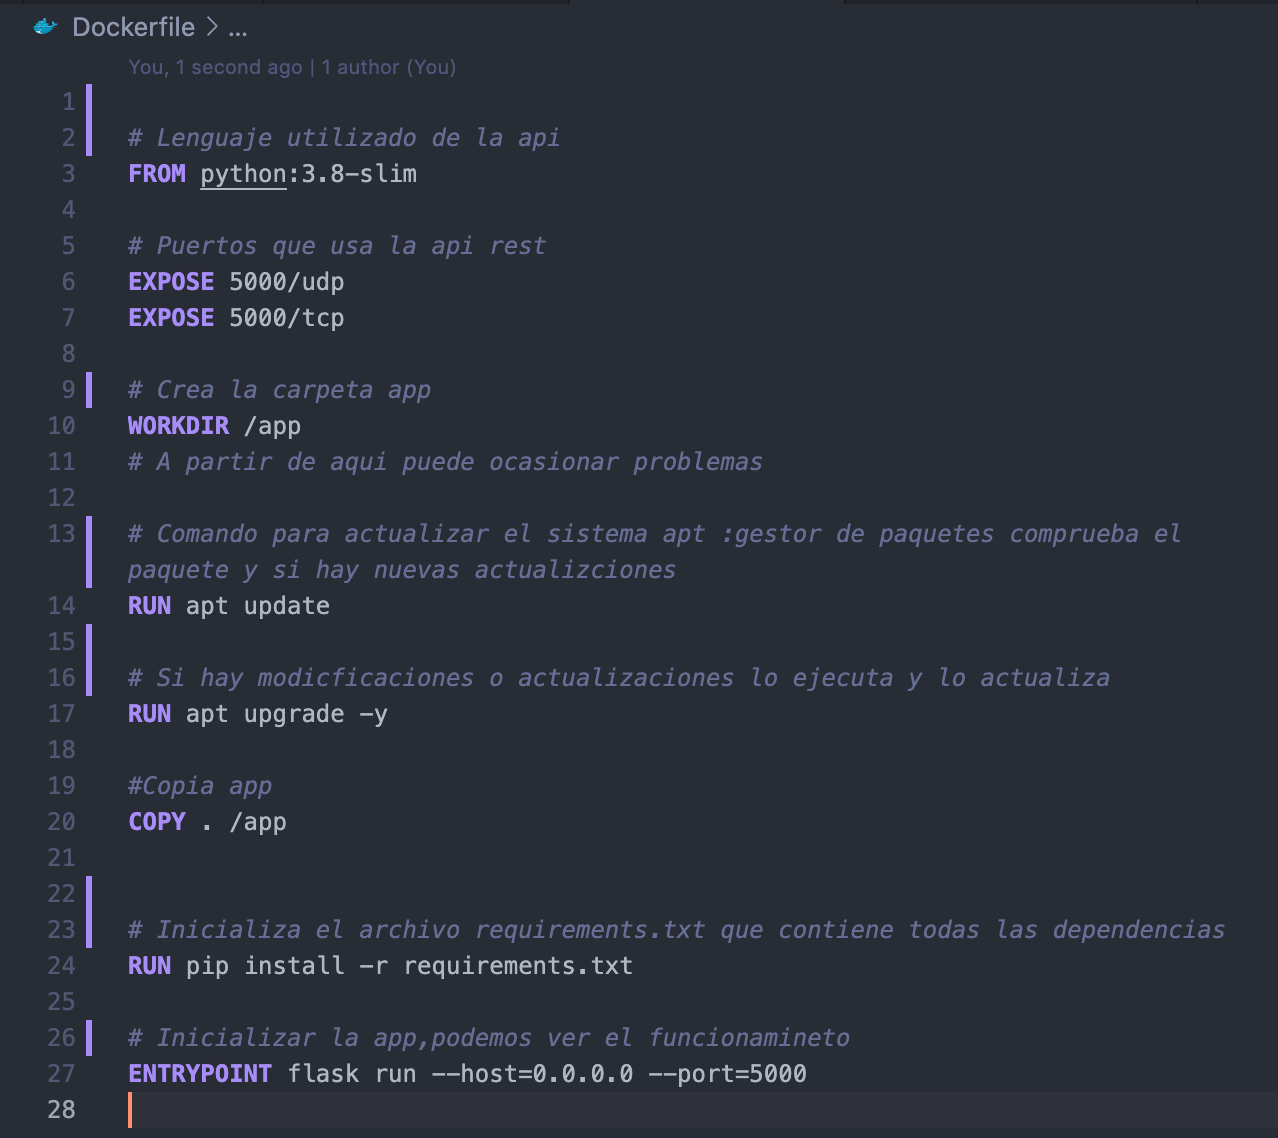 Dockerfile > ...
You, 1 second ago | 1 author (You)
1
2 # Lenguaje utilizado de la api
3 FROM python:3.8-slim
4
5 # Puertos que usa la api rest
6 EXPOSE 5000/udp
7 EXPOSE 5000/tcp
8
9 # Crea la carpeta app
10 WORKDIR /app
11 # A partir de aqui puede ocasionar problemas
12
13 # Comando para actualizar el sistema apt :gestor de paquetes comprueba el
paquete y si hay nuevas actualizciones
14 RUN apt update
15
16 # Si hay modicficaciones o actualizaciones lo ejecuta y lo actualiza
17 RUN apt upgrade -y
18
19 #Copia app
20 COPY . /app
21
22
23 # Inicializa el archivo requirements.txt que contiene todas las dependencias
24 RUN pip install -r requirements.txt
25
26 # Inicializar la app,podemos ver el funcionamineto
27 ENTRYPOINT flask run --host=0.0.0.0 --port=5000
28